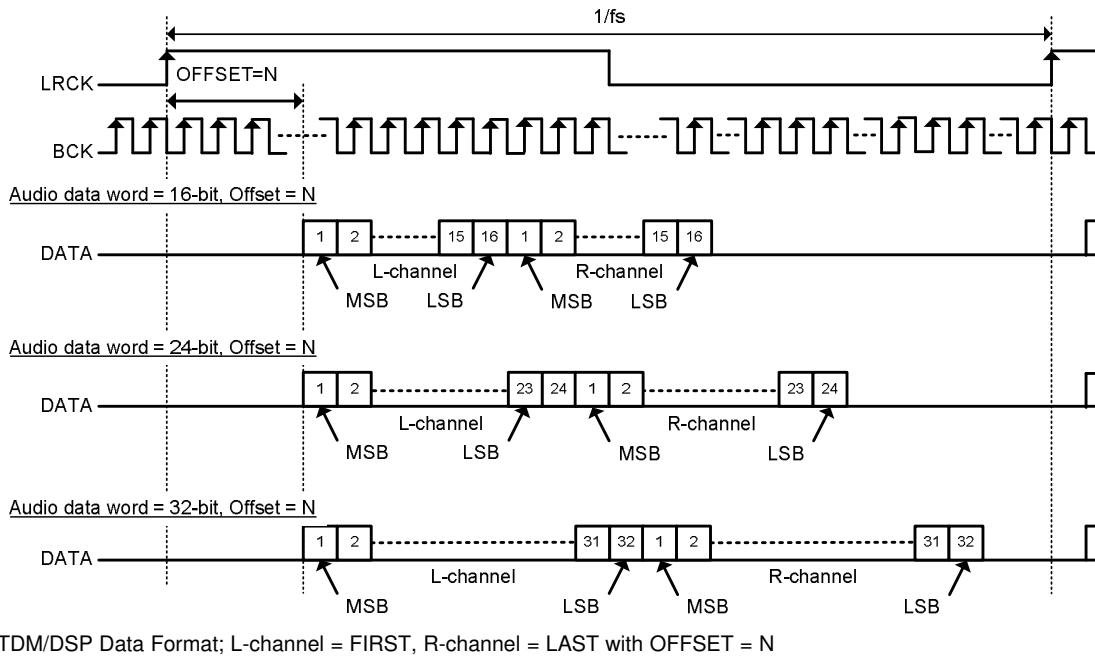 1/fs
LRCK
OFFSET=N
BCK
Audio data word = 16-bit, Offset = N
DATA
1 2 15 16 1 2 15 16
L-channel R-channel
MSB LSB MSB LSB
Audio data word = 24-bit, Offset = N
DATA
1 2 23 24 1 2 23 24
L-channel R-channel
MSB LSB MSB LSB
Audio data word = 32-bit, Offset = N
DATA
1 2 31 32 1 2 31 32
L-channel R-channel
MSB LSB MSB LSB
TDM/DSP Data Format; L-channel = FIRST, R-channel = LAST with OFFSET = N